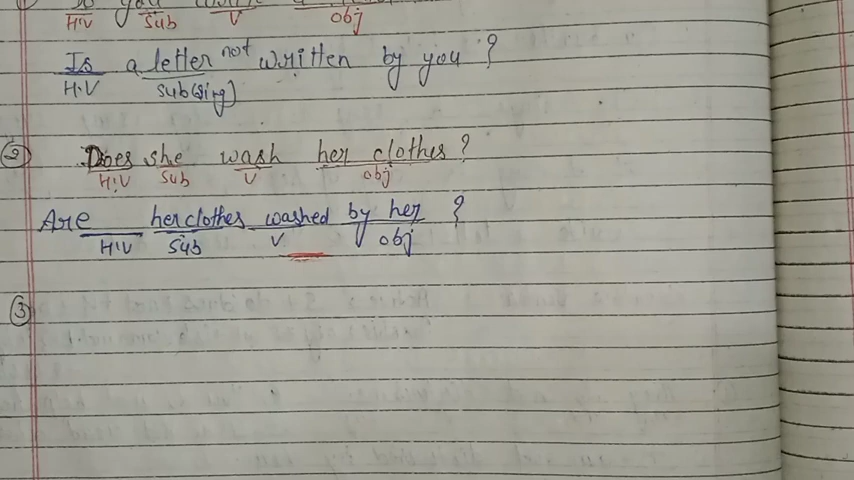 you
H.V Sub V Obj
Is a letter not written by you ?
H.V Sub(sing)
② Does she wash her clothes ?
H.V Sub V obj
Are her clothes washed by her ?
H.V Sub V obj
③